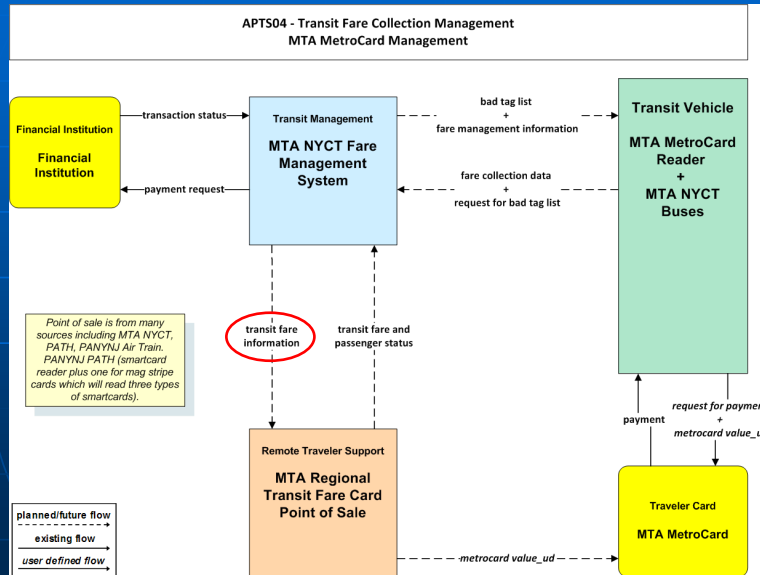 APTS04 - Transit Fare Collection Management
MTA MetroCard Management
Financial Institution
Financial
Institution
transaction status
payment request
Transit Management
MTA NYCT Fare
Management
System
bad tag list
+
fare management information
fare collection data
+
request for bad tag list
Transit Vehicle
MTA MetroCard
Reader
+
MTA NYCT
Buses
Point of sale is from many
sources including MTA NYCT,
PATH, PANYNJ Air Train.
PANYNJ PATH (smartcard
reader plus one for mag stripe
cards which will read three types
of smartcards).
transit fare
information
transit fare and
passenger status
payment
request for
+
metrocard
Remote Traveler Support
MTA Regional
Transit Fare Card
Point of Sale
metrocard value_ud
Traveler Card
MTA MetroCard
planned/future flow
existing flow
user defined flow